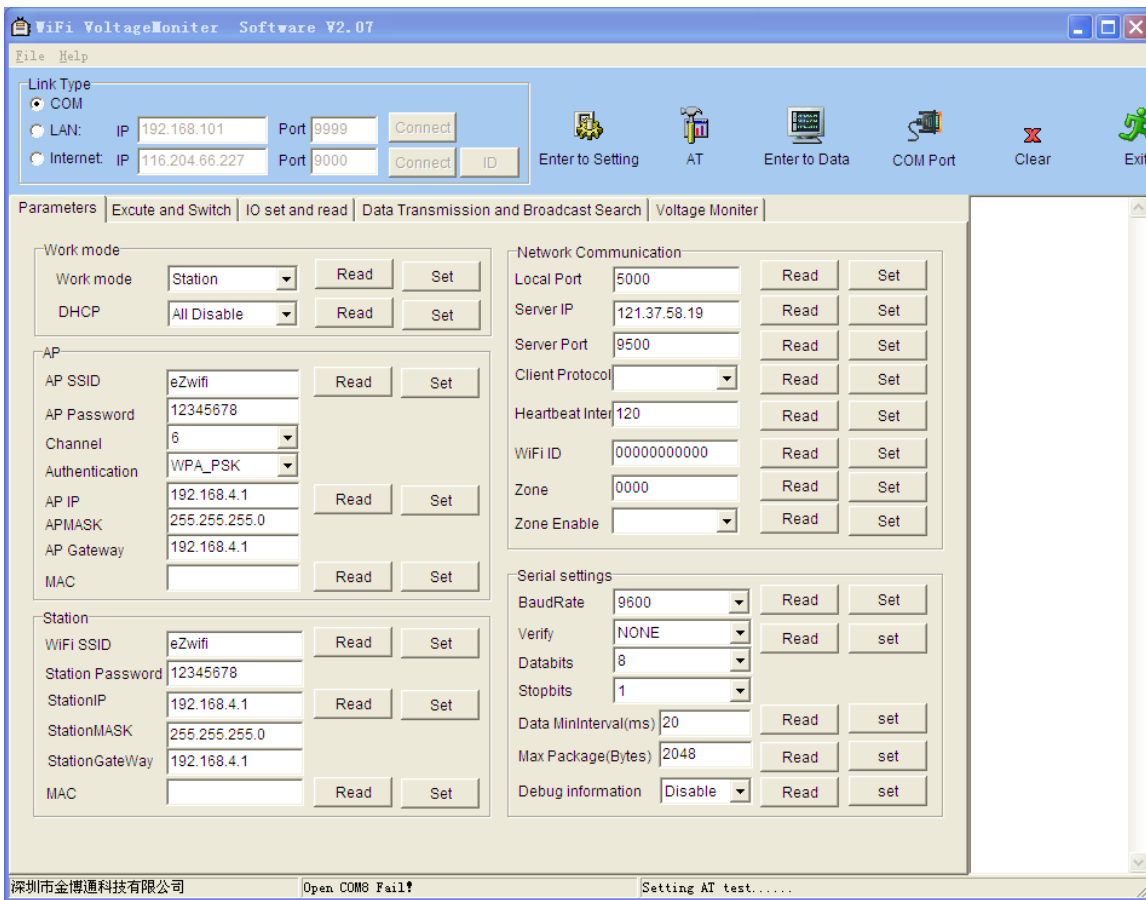 WiFi VoltageMoniter Software V2.07
File Help
Link Type
COM
LAN: IP 192.168.101 Port 9999 Connect
Internet: IP 116.204.66.227 Port 9000 Connect ID
Enter to Setting AT Enter to Data COM Port Clear Exit
Parameters Excute and Switch IO set and read Data Transmission and Broadcast Search Voltage Moniter
Work mode
Work mode Station Read Set
DHCP All Disable Read Set
AP
AP SSID eZwifi Read Set
AP Password 12345678
Channel 6
Authentication WPA_PSK
AP IP 192.168.4.1 Read Set
APMASK 255.255.255.0
AP Gateway 192.168.4.1
MAC Read Set
Station
WiFi SSID eZwifi Read Set
Station Password 12345678
StationIP 192.168.4.1 Read Set
StationMASK 255.255.255.0
StationGateWay 192.168.4.1
MAC Read Set
Network Communication
Local Port 5000 Read Set
Server IP 121.37.58.19 Read Set
Server Port 9500 Read Set
Client Protocol Read Set
Heartbeat Inter 120 Read Set
WiFi ID 00000000000 Read Set
Zone 0000 Read Set
Zone Enable Read Set
Serial settings
BaudRate 9600 Read Set
Verify NONE Read set
Databits 8
Stopbits 1
Data MinInterval(ms) 20 Read set
Max Package(Bytes) 2048 Read set
Debug information Disable Read set
深圳市金博通科技有限公司 Open COM8 Fail! Setting AT test......